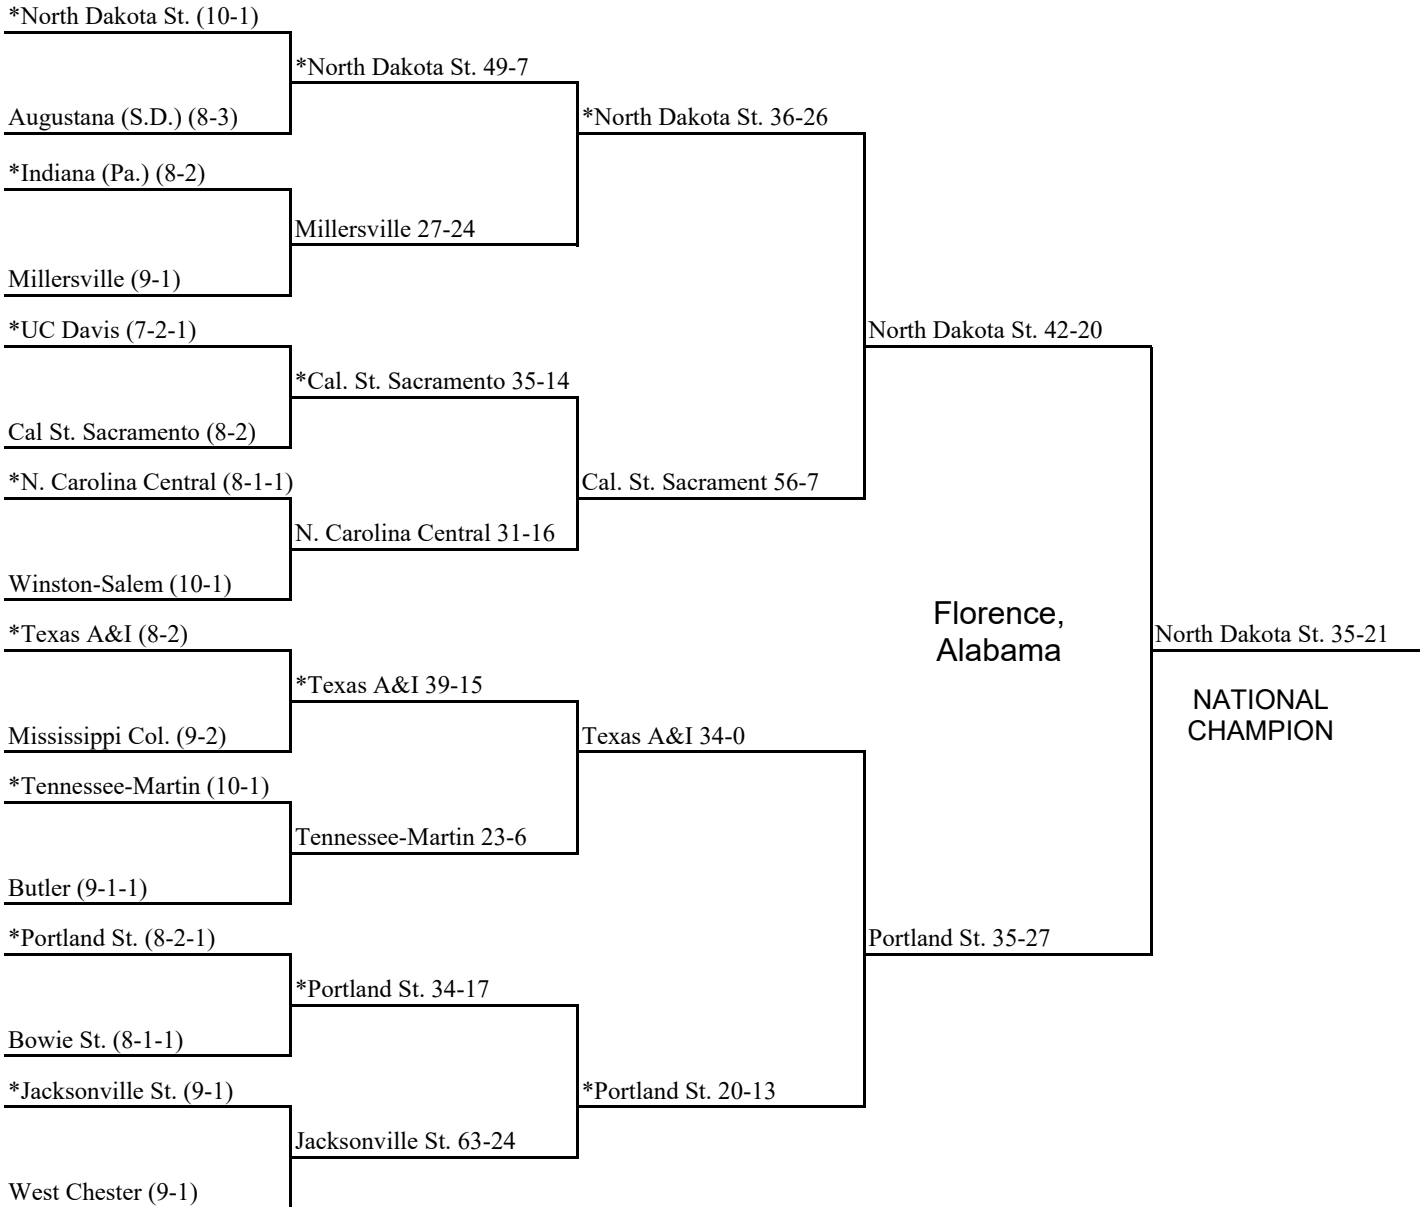 *North Dakota St. (10-1)
*North Dakota St. 49-7
Augustana (S.D.) (8-3)
*North Dakota St. 36-26
*Indiana (Pa.) (8-2)
Millersville 27-24
Millersville (9-1)
*UC Davis (7-2-1)
North Dakota St. 42-20
*Cal. St. Sacramento 35-14
Cal St. Sacramento (8-2)
*N. Carolina Central (8-1-1)
Cal. St. Sacrament 56-7
N. Carolina Central 31-16
Winston-Salem (10-1)
Florence,
Alabama
*Texas A&I (8-2)
North Dakota St. 35-21
*Texas A&I 39-15
NATIONAL
CHAMPION
Mississippi Col. (9-2)
Texas A&I 34-0
*Tennessee-Martin (10-1)
Tennessee-Martin 23-6
Butler (9-1-1)
*Portland St. (8-2-1)
Portland St. 35-27
*Portland St. 34-17
Bowie St. (8-1-1)
*Jacksonville St. (9-1)
*Portland St. 20-13
Jacksonville St. 63-24
West Chester (9-1)